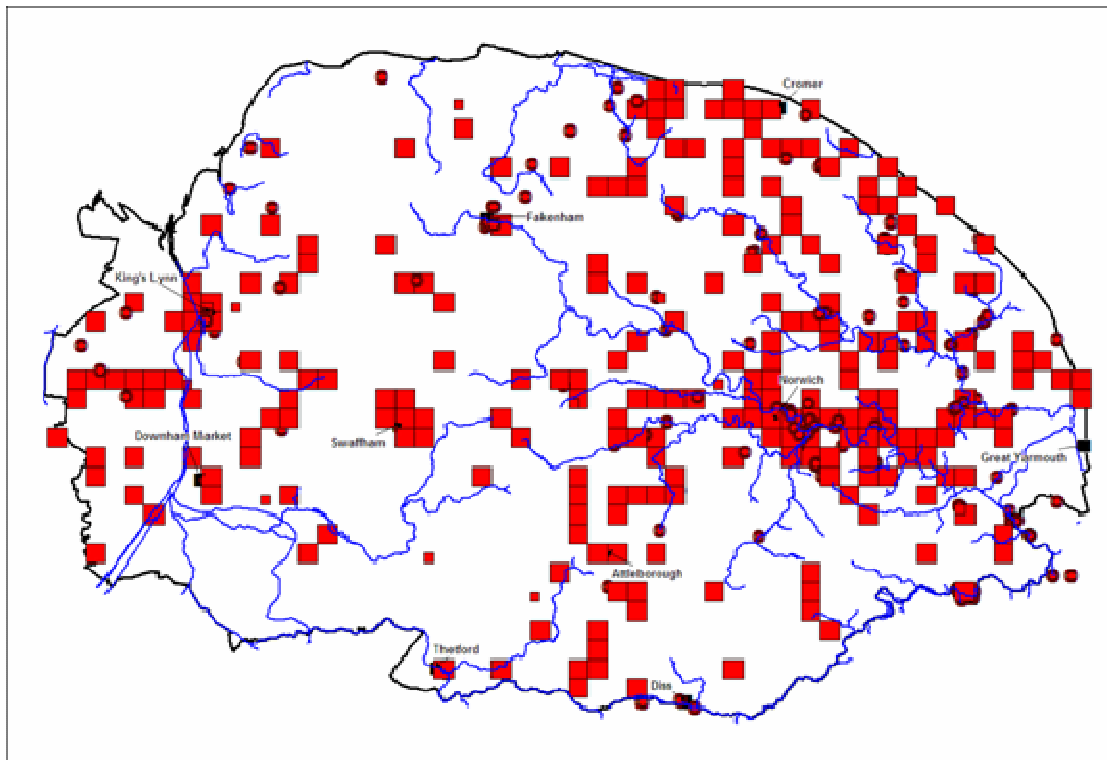 Cromer
Fakenham
King's Lynn
Norwich
Downham Market
Swaffham
Great Yarmouth
Attleborough
Thetford
Diss